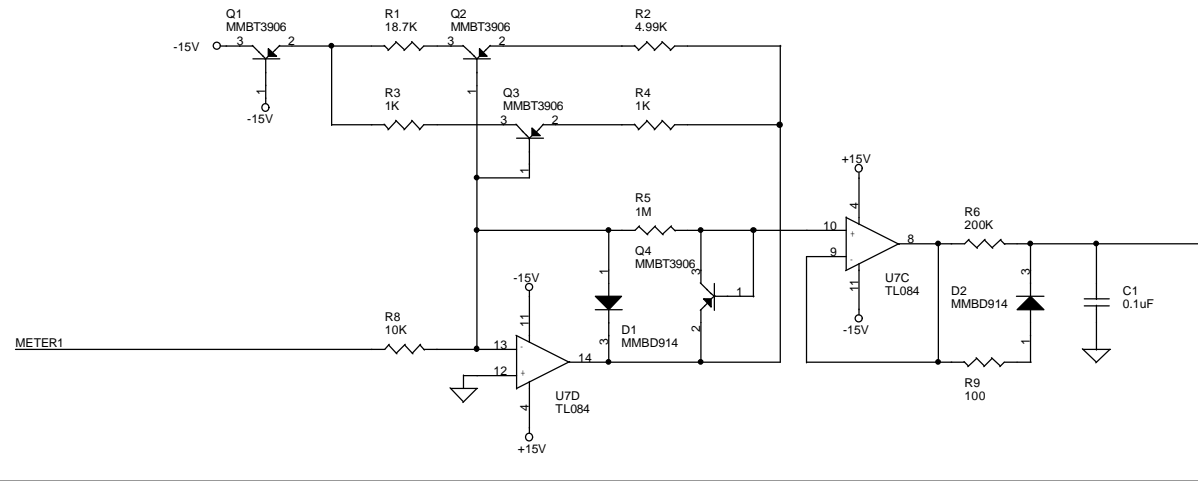 Q1
MMBT3906
R1
18.7K
Q2
MMBT3906
R2
4.99K
-15V
3
2
3
2
1
-15V
1
R3
1K
Q3
MMBT3906
R4
1K
3
2
1
+15V
R5
1M
4
R6
200K
10
+
9
-
8
Q4
MMBT3906
3
1
2
1
-15V
11
U7C
TL084
-15V
D2
MMBD914
3
1
C1
0.1uF
R8
10K
11
D1
MMBD914
3
METER1
13
-
12
+
14
U7D
TL084
4
+15V
R9
100